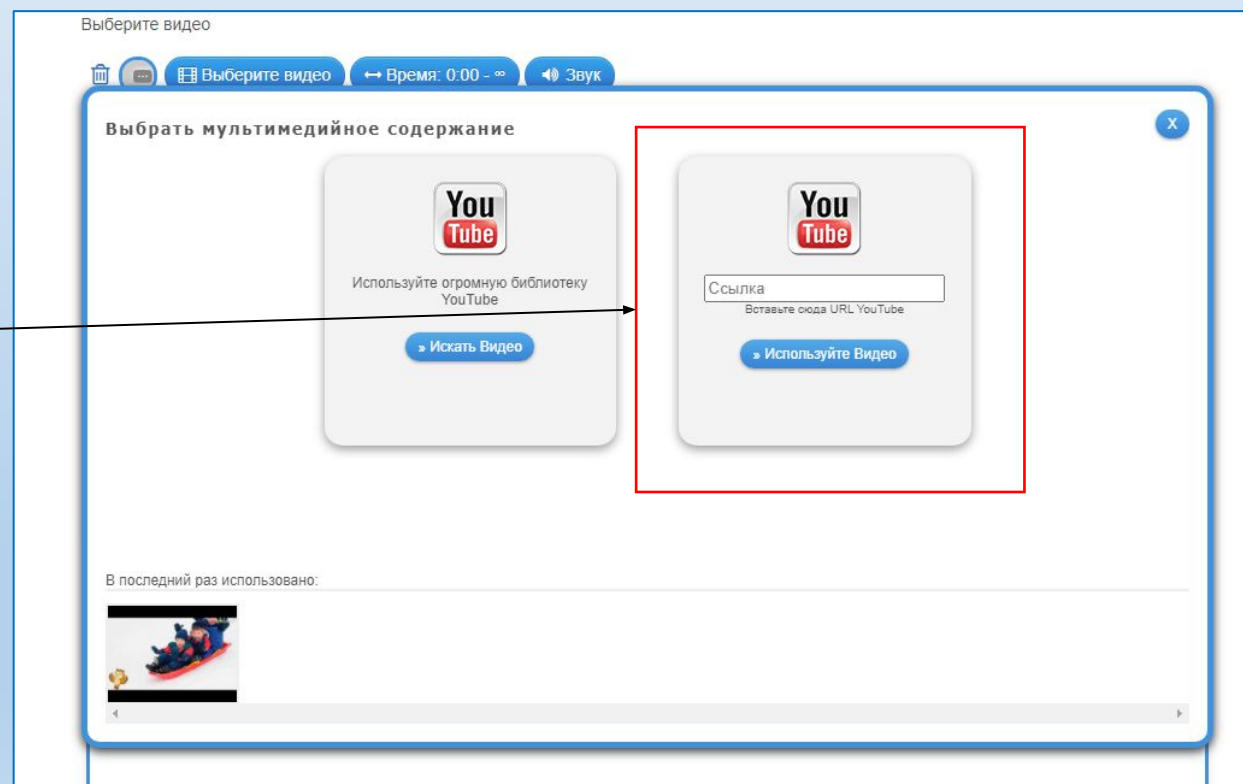 Выберите видео
Выберите видео
Время: 0:00 - ∞
Звук
Выбрать мультимедийное содержание
X
You
Tube
Используйте огромную библиотеку
YouTube
» Искать Видео
You
Tube
Ссылка
Вставьте сюда URL YouTube
» Используйте Видео
В последний раз использовано: